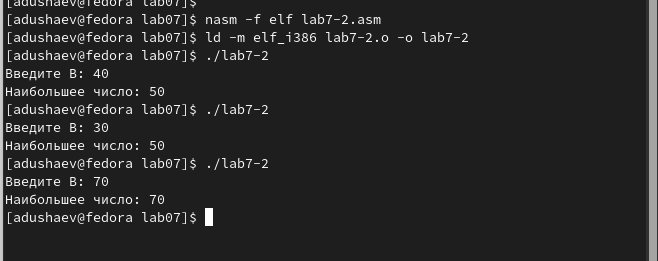 [adushaev@fedora lab07]$
[adushaev@fedora lab07]$ nasm -f elf lab7-2.asm
[adushaev@fedora lab07]$ ld -m elf_i386 lab7-2.o -o lab7-2
[adushaev@fedora lab07]$ ./lab7-2
Введите B: 40
Наибольшее число: 50
[adushaev@fedora lab07]$ ./lab7-2
Введите B: 30
Наибольшее число: 50
[adushaev@fedora lab07]$ ./lab7-2
Введите B: 70
Наибольшее число: 70
[adushaev@fedora lab07]$